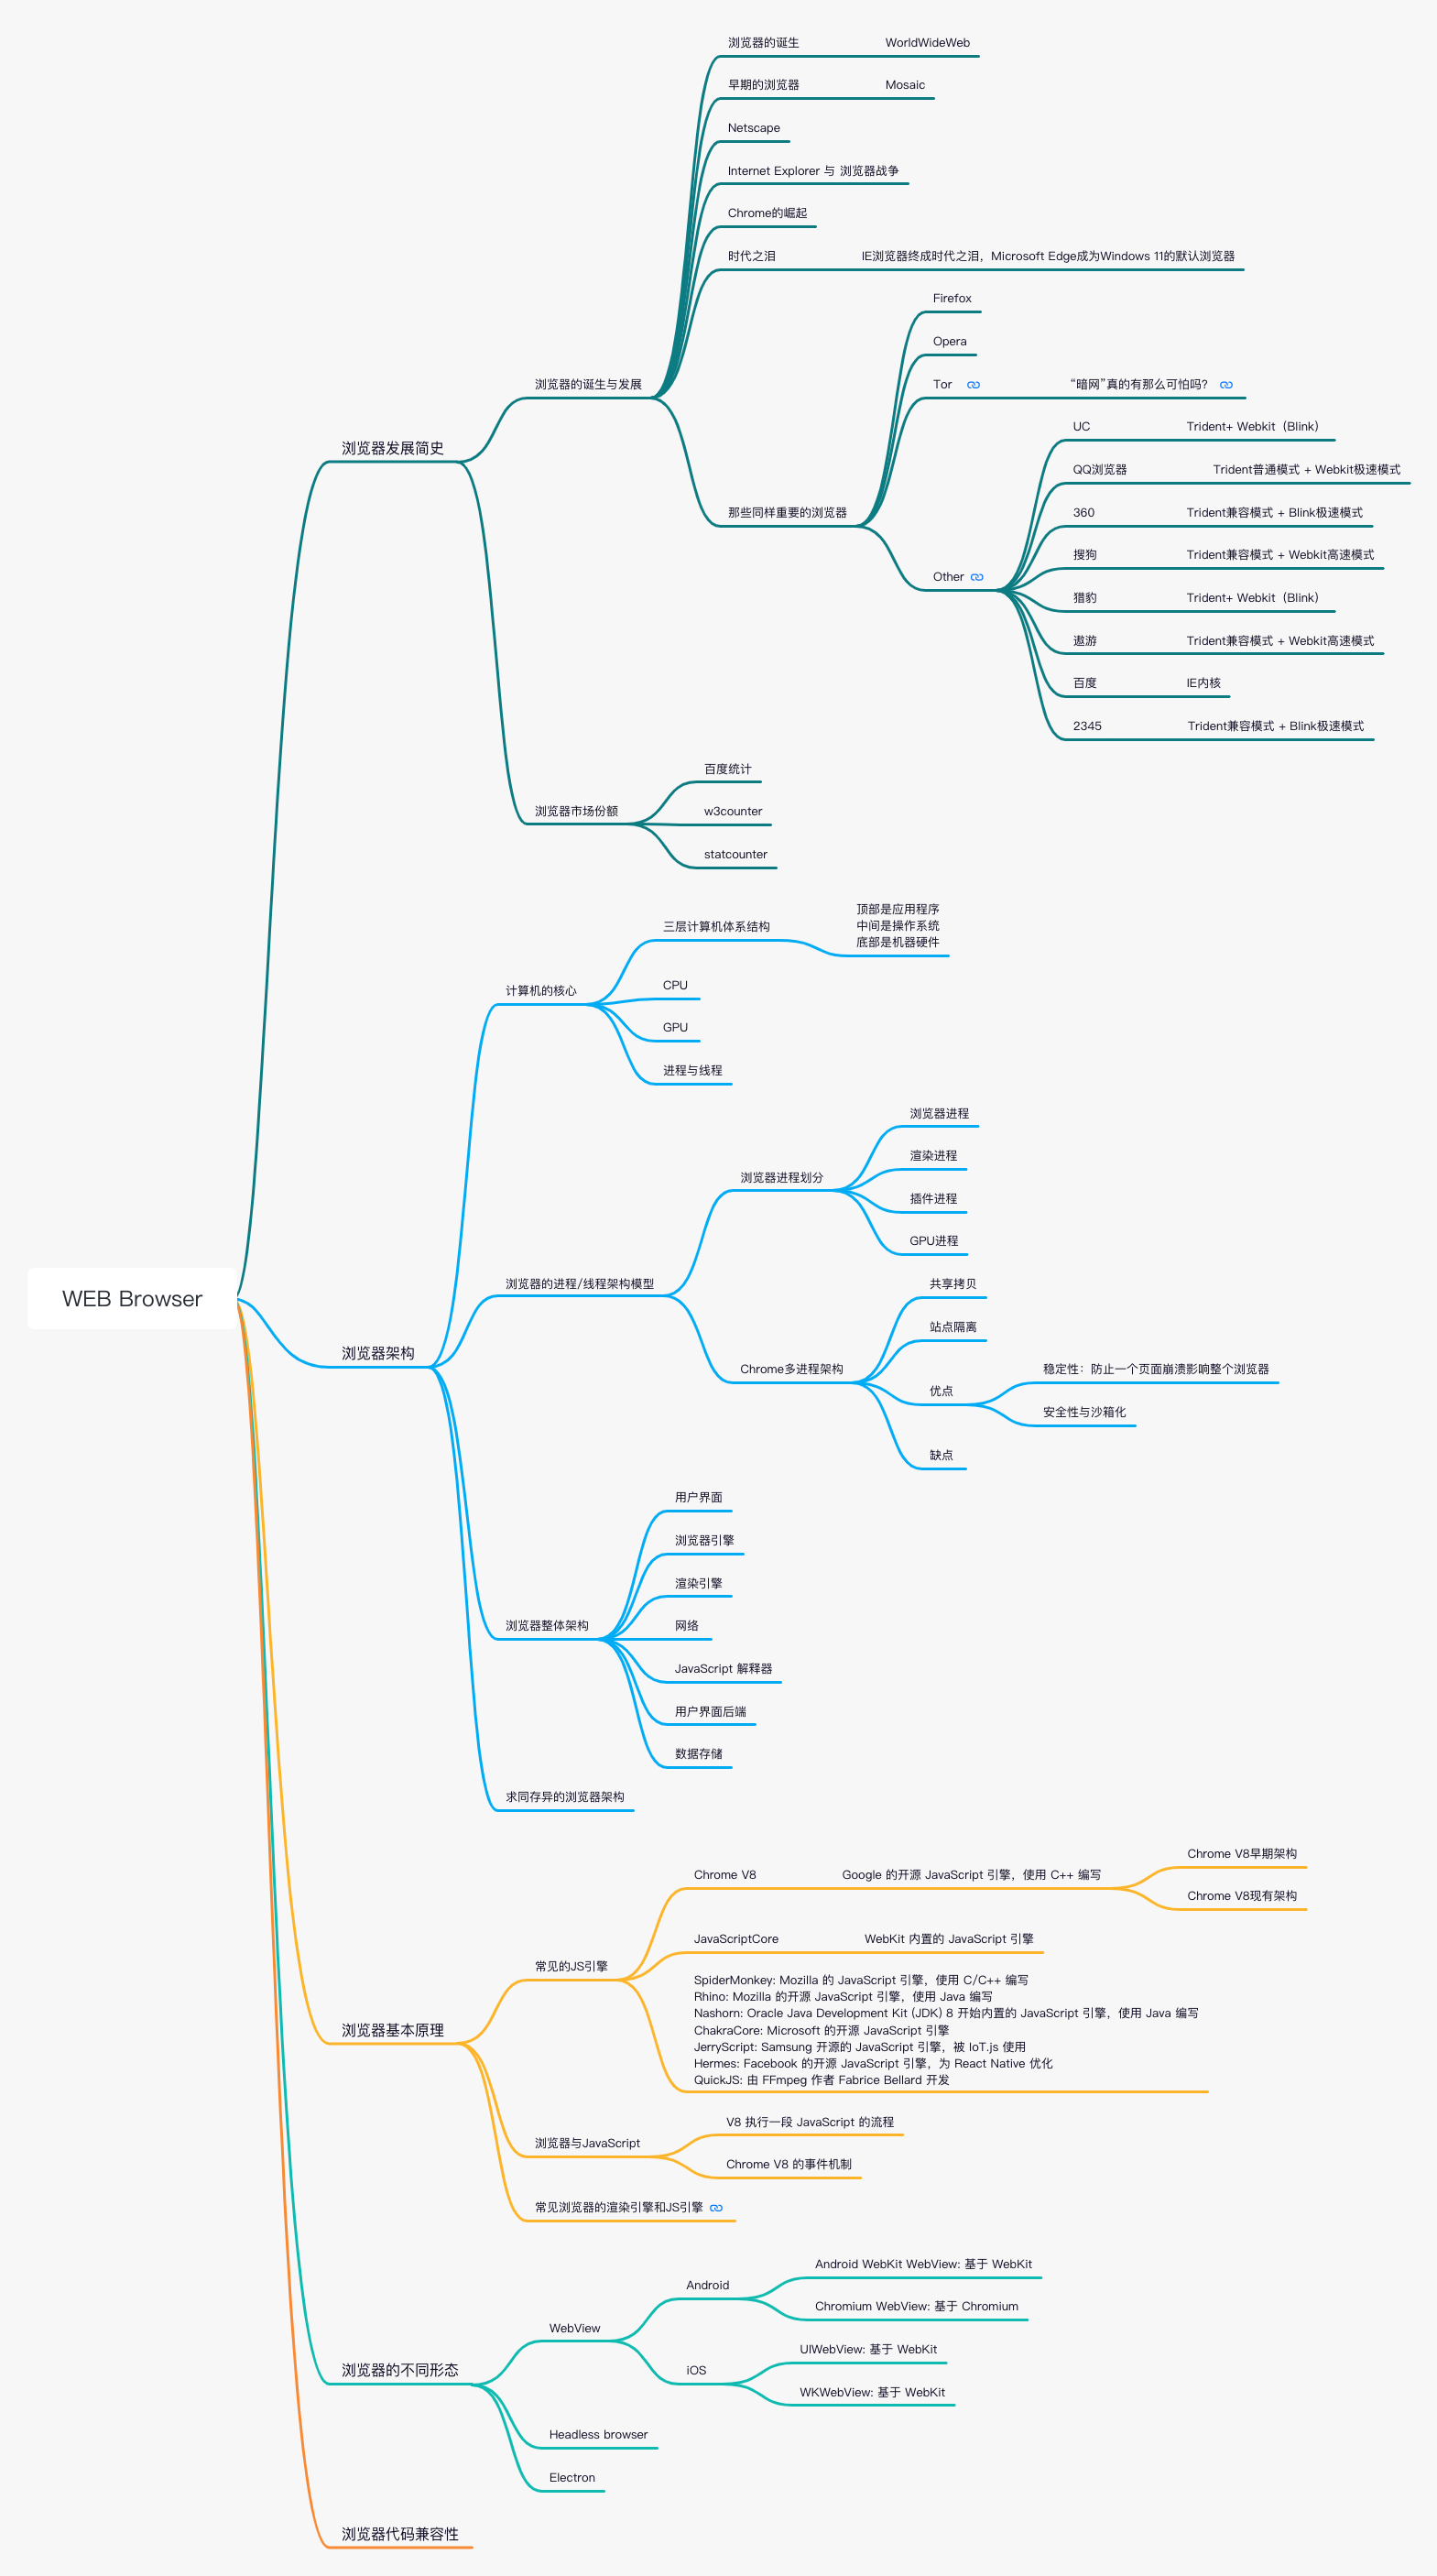 WEB Browser
浏览器发展简史
浏览器的诞生与发展
浏览器的诞生 WorldWideWeb
早期的浏览器 Mosaic
Netscape
Internet Explorer 与 浏览器战争
Chrome的崛起
时代之泪 IE浏览器终成时代之泪，Microsoft Edge成为Windows 11的默认浏览器
那些同样重要的浏览器
Firefox
Opera
Tor “暗网”真的有那么可怕吗？
Other
UC Trident+ Webkit（Blink）
QQ浏览器 Trident普通模式 + Webkit极速模式
360 Trident兼容模式 + Blink极速模式
搜狗 Trident兼容模式 + Webkit高速模式
猎豹 Trident+ Webkit（Blink）
遨游 Trident兼容模式 + Webkit高速模式
百度 IE内核
2345 Trident兼容模式 + Blink极速模式
浏览器市场份额
百度统计
w3counter
statcounter
浏览器架构
计算机的核心
三层计算机体系结构
顶部是应用程序
中间是操作系统
底部是机器硬件
CPU
GPU
进程与线程
浏览器的进程/线程架构模型
浏览器进程划分
浏览器进程
渲染进程
插件进程
GPU进程
Chrome多进程架构
共享拷贝
站点隔离
优点
稳定性：防止一个页面崩溃影响整个浏览器
安全性与沙箱化
缺点
浏览器整体架构
用户界面
浏览器引擎
渲染引擎
网络
JavaScript 解释器
用户界面后端
数据存储
求同存异的浏览器架构
浏览器基本原理
常见的JS引擎
Chrome V8 Google 的开源 JavaScript 引擎，使用 C++ 编写
Chrome V8早期架构
Chrome V8现有架构
JavaScriptCore WebKit 内置的 JavaScript 引擎
SpiderMonkey: Mozilla 的 JavaScript 引擎，使用 C/C++ 编写
Rhino: Mozilla 的开源 JavaScript 引擎，使用 Java 编写
Nashorn: Oracle Java Development Kit (JDK) 8 开始内置的 JavaScript 引擎，使用 Java 编写
ChakraCore: Microsoft 的开源 JavaScript 引擎
JerryScript: Samsung 开源的 JavaScript 引擎，被 IoT.js 使用
Hermes: Facebook 的开源 JavaScript 引擎，为 React Native 优化
QuickJS: 由 FFmpeg 作者 Fabrice Bellard 开发
浏览器与JavaScript
V8 执行一段 JavaScript 的流程
Chrome V8 的事件机制
常见浏览器的渲染引擎和JS引擎
浏览器的不同形态
WebView
Android
Android WebKit WebView: 基于 WebKit
Chromium WebView: 基于 Chromium
iOS
UIWebView: 基于 WebKit
WKWebView: 基于 WebKit
Headless browser
Electron
浏览器代码兼容性